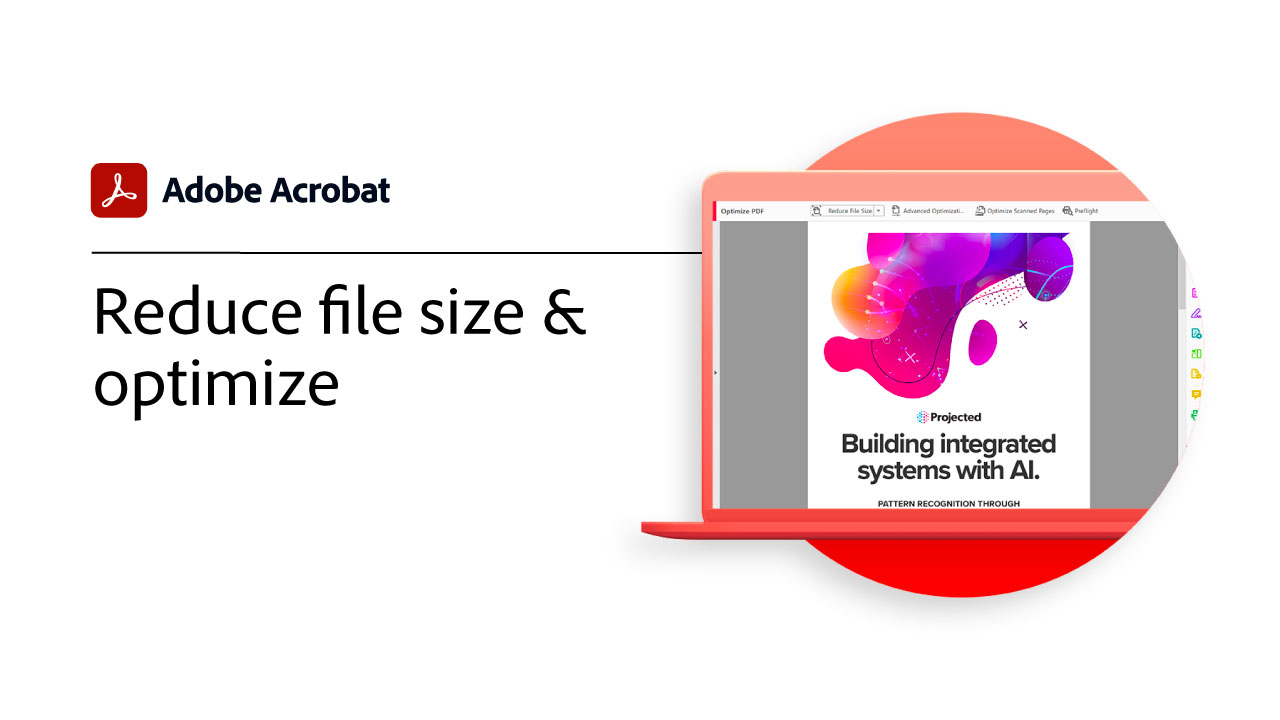 Adobe Acrobat
Reduce file size &
optimize
Optimize PDF
Reduce File Size
Advanced Optimizati...
Optimize Scanned Pages
Preflight
Projected
Building integrated
systems with AI.
PATTERN RECOGNITION THROUGH